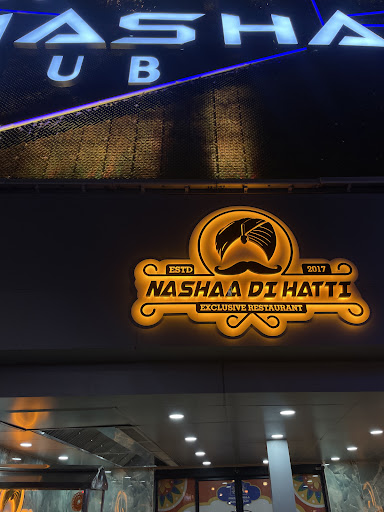 NASHA
UB
ESTD 2017
NASHAA DI HATTI
EXCLUSIVE RESTAURANT